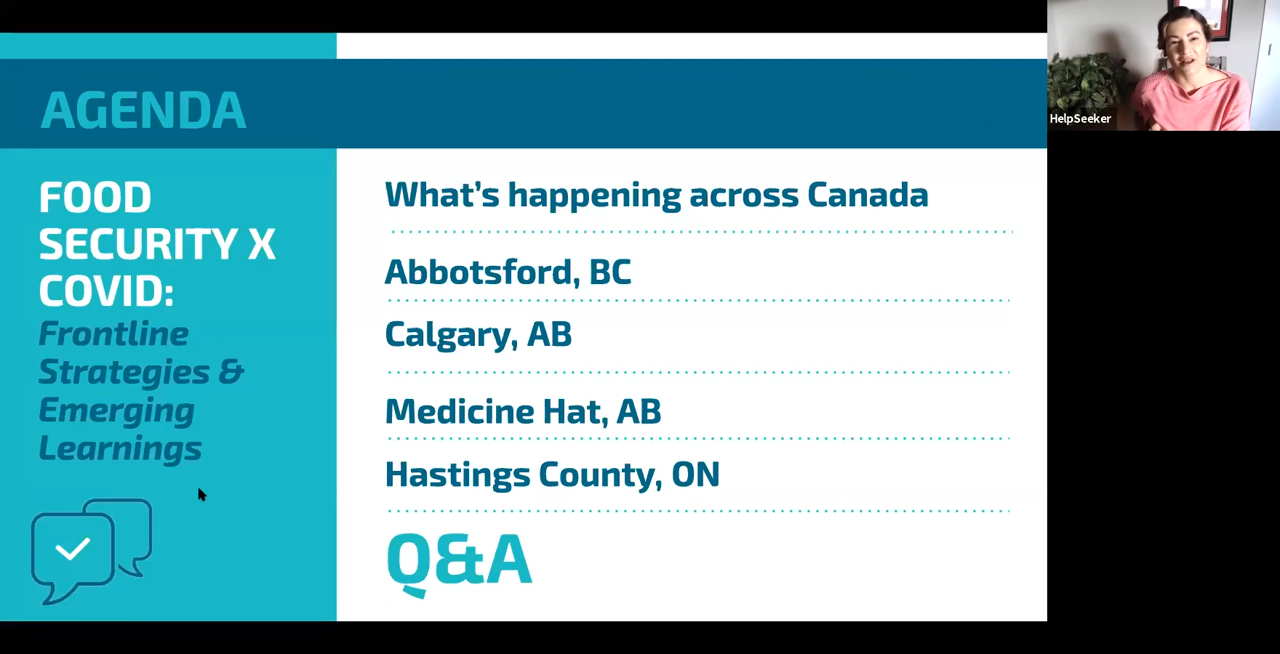 AGENDA
FOOD
SECURITY X
COVID:
Frontline
Strategies &
Emerging
Learnings
What's happening across Canada
Abbotsford, BC
Calgary, AB
Medicine Hat, AB
Hastings County, ON
Q&A
HelpSeeker